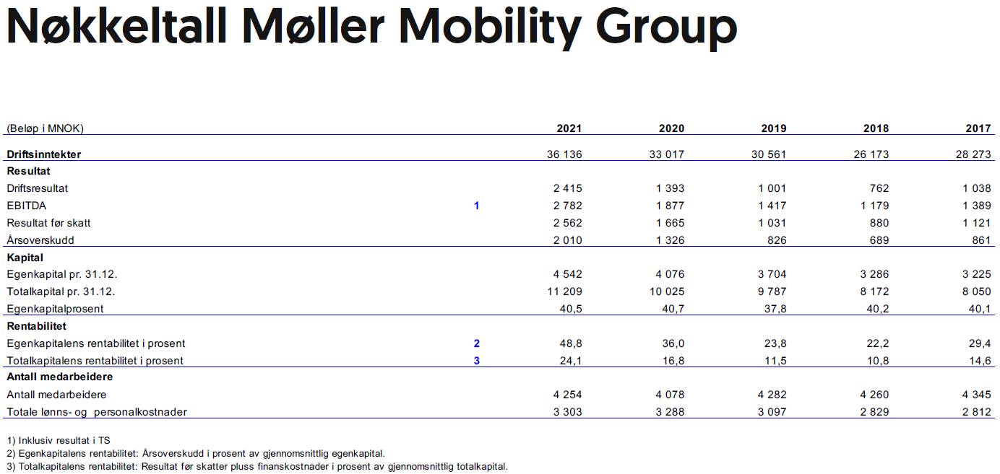 Nøkkeltall Møller Mobility Group
(Beløp i MNOK) 2021 2020 2019 2018 2017
Driftsinntekter 36 136 33 017 30 561 26 173 28 273
Resultat
Driftsresultat 2 415 1 393 1 001 762 1 038
EBITDA 1 2 782 1 877 1 417 1 179 1 389
Resultat før skatt 2 562 1 665 1 031 880 1 121
Årsoverskudd 2 010 1 326 826 689 861
Kapital
Egenkapital pr. 31.12. 4 542 4 076 3 704 3 286 3 225
Totalkapital pr. 31.12. 11 209 10 025 9 787 8 172 8 050
Egenkapitalprosent 40,5 40,7 37,8 40,2 40,1
Rentabilitet
Egenkapitalens rentabilitet i prosent 2 48,8 36,0 23,8 22,2 29,4
Totalkapitalens rentabilitet i prosent 3 24,1 16,8 11,5 10,8 14,6
Antall medarbeidere
Antall medarbeidere 4 254 4 078 4 282 4 260 4 345
Totale lønns- og personalkostnader 3 303 3 288 3 097 2 829 2 812
1) Inklusiv resultat i TS
2) Egenkapitalens rentabilitet: Årsoverskudd i prosent av gjennomsnittlig egenkapital.
3) Totalkapitalens rentabilitet: Resultat før skatter pluss finanskostnader i prosent av gjennomsnittlig totalkapital.